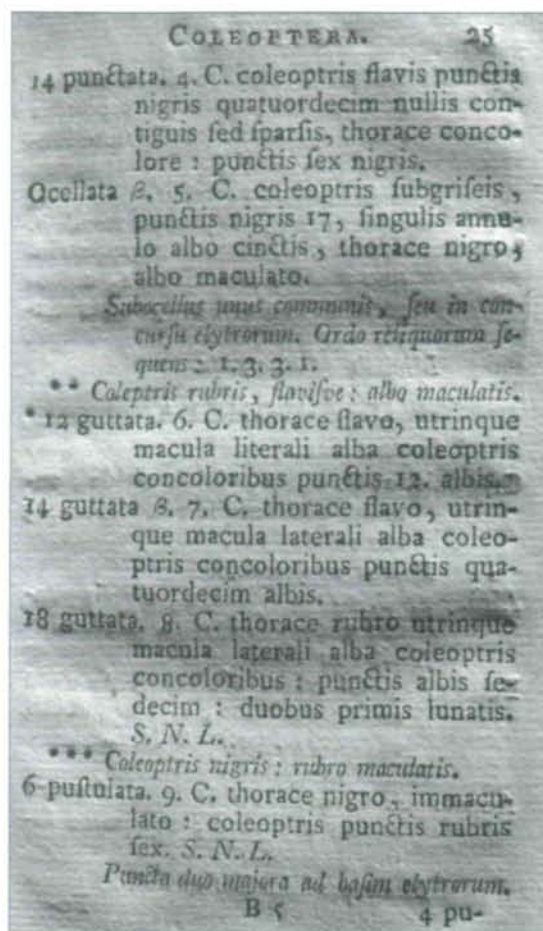 COLEOPTERA. 25
14 punctata. 4. C. coleoptris flavis punctis
nigris quatuordecim nullis con-
tiguis ſed ſparſis, thorace conco-
lore : punctis ſex nigris.
Ocellata β. 5. C. coleoptris ſubgriſeis,
punctis nigris 17, ſingulis annu-
lo albo cinctis, thorace nigro,
albo maculato.
Subocellus unus communis, ſeu in con-
curſu elytrorum. Ordo reliquorum ſe-
quens : 1. 3. 3. 1.
** Coleptris rubris, flaviſve : albo maculatis.
*12 guttata. 6. C. thorace flavo, utrinque
macula literali alba coleoptris
concoloribus punctis 12. albis.
14 guttata β. 7. C. thorace flavo, utrin-
que macula laterali alba coleo-
ptris concoloribus punctis qua-
tuordecim albis.
18 guttata. 8. C. thorace rubro utrinque
macula laterali alba coleoptris
concoloribus : punctis albis ſe-
decim : duobus primis lunatis.
S. N. L.
*** Coleoptris nigris : rubro maculatis.
6-puſtulata. 9. C. thorace nigro, immacu-
lato : coleoptris punctis rubris
ſex. S. N. L.
Puncta duo majora ad baſim elytrorum.
B 5 4 pu-